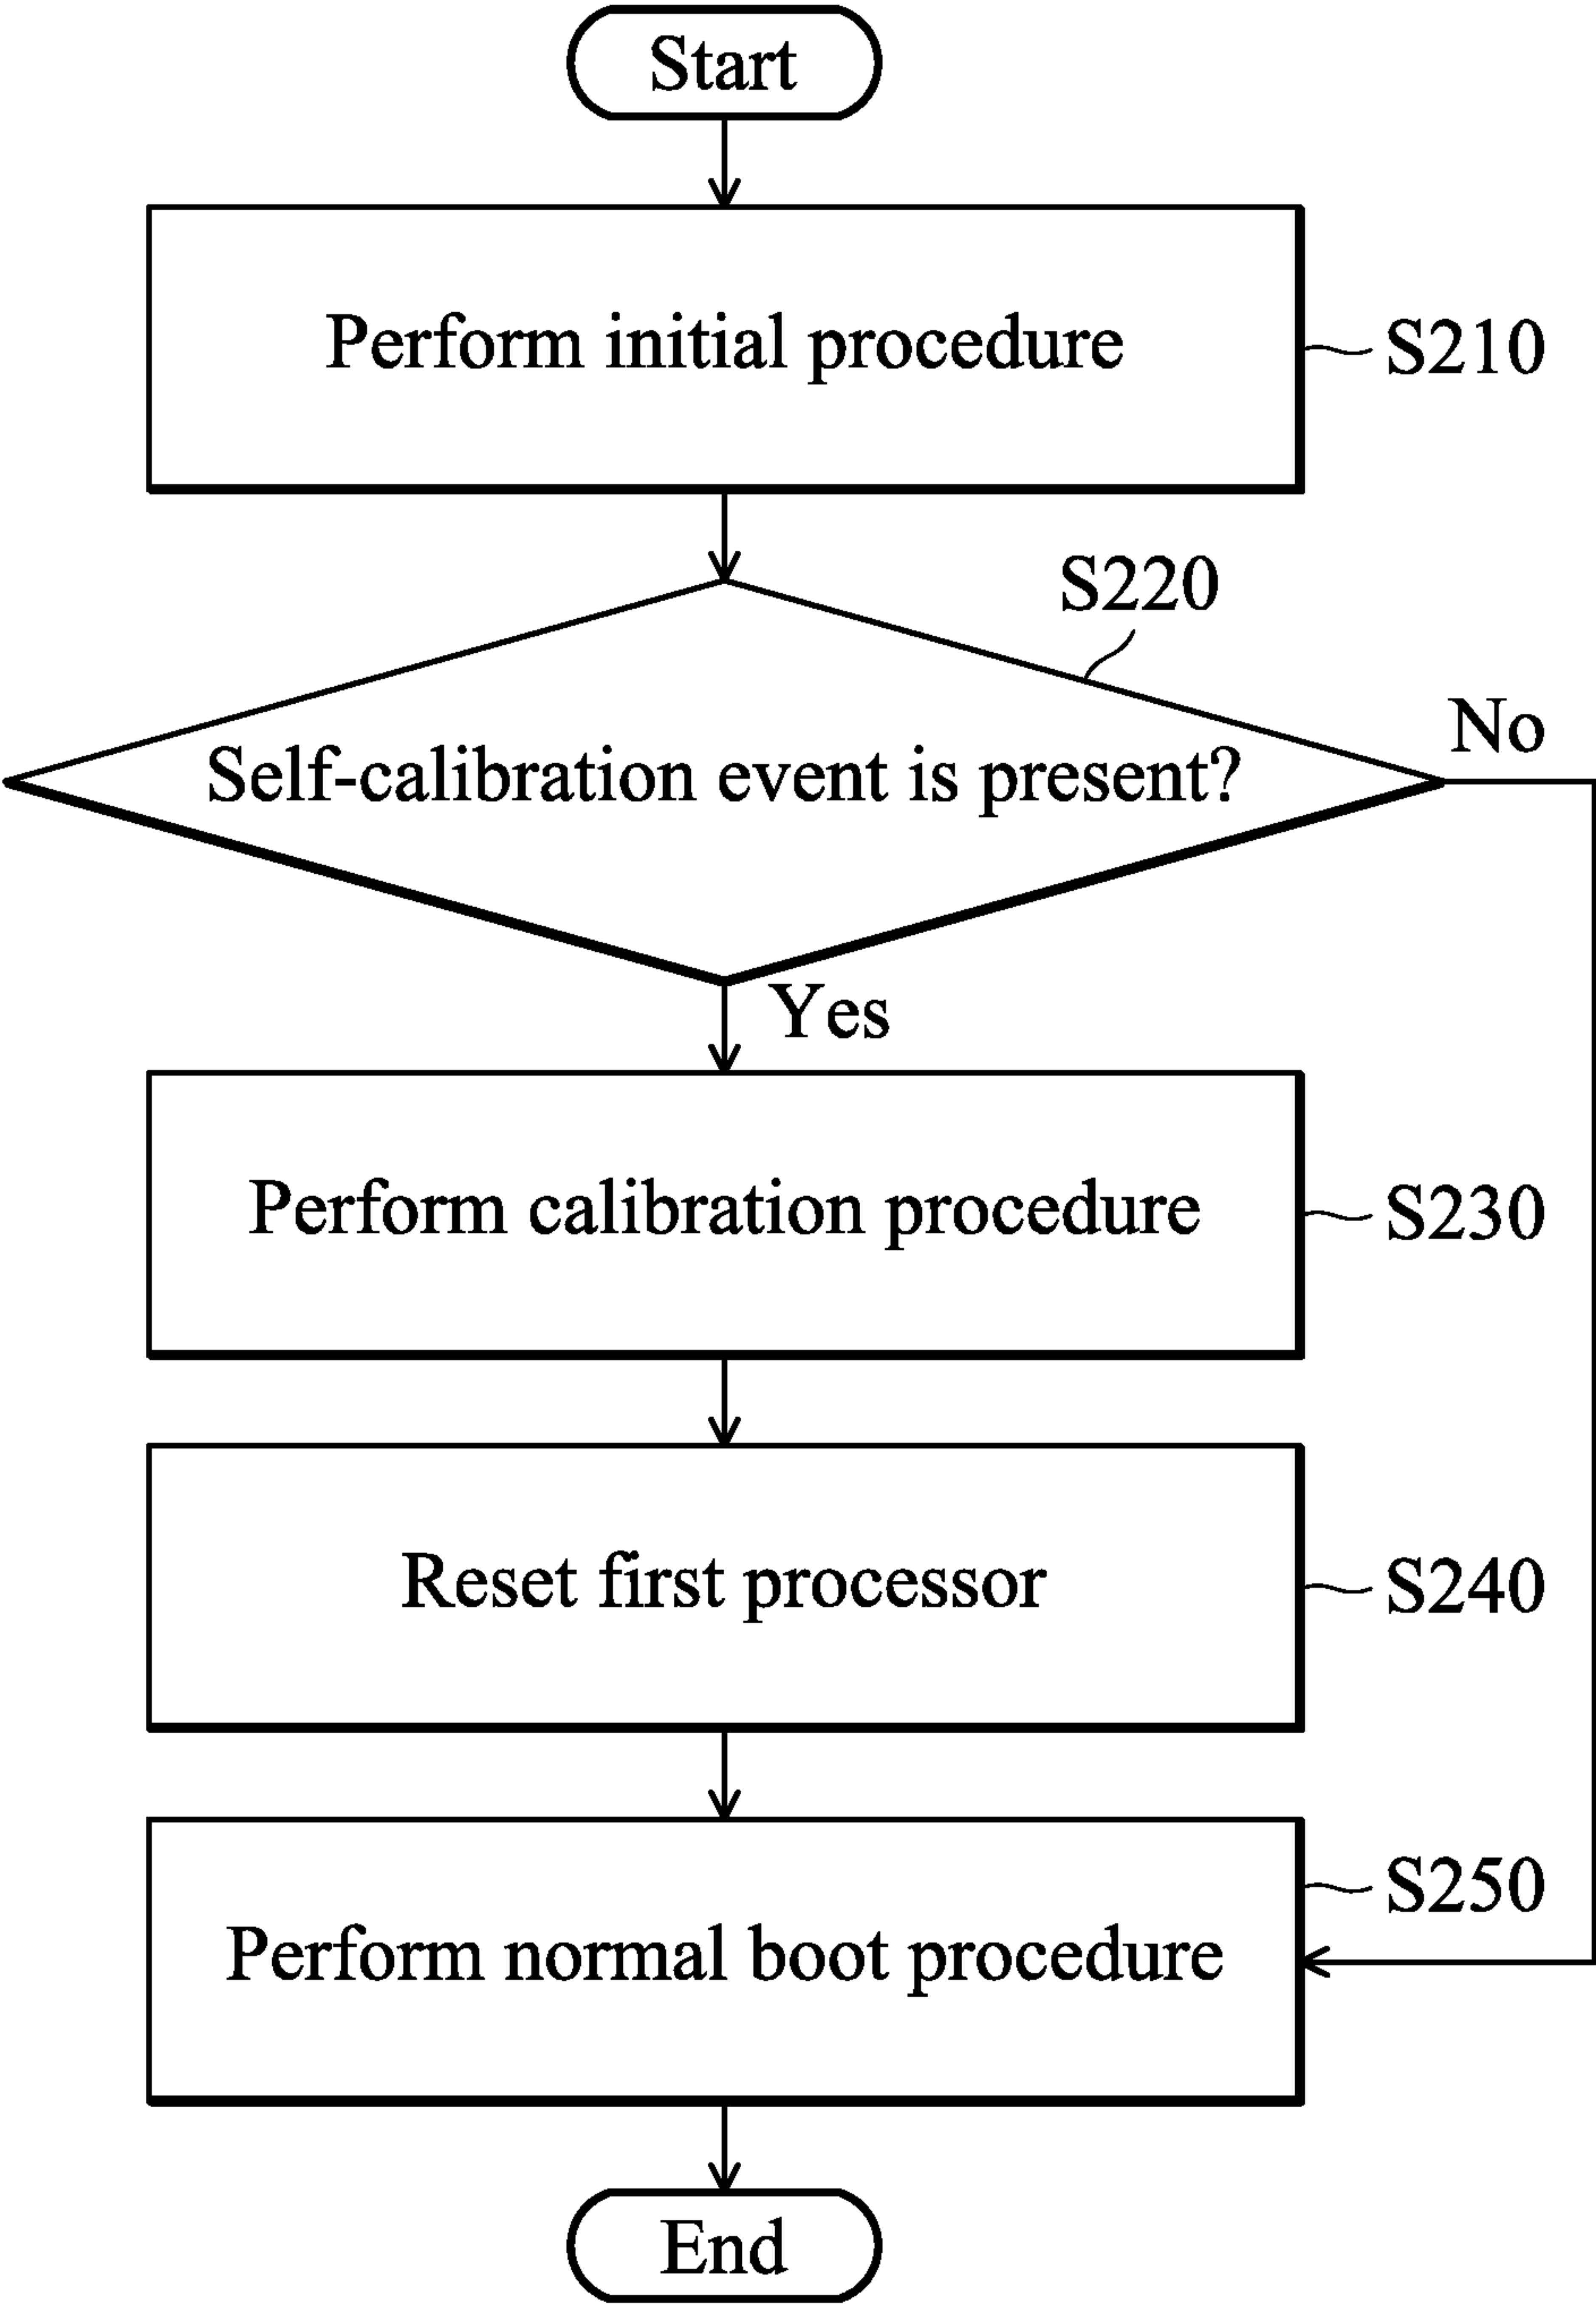 Start
Perform initial procedure
S210
S220
Self-calibration event is present?
No
Yes
Perform calibration procedure
S230
Reset first processor
S240
S250
Perform normal boot procedure
End